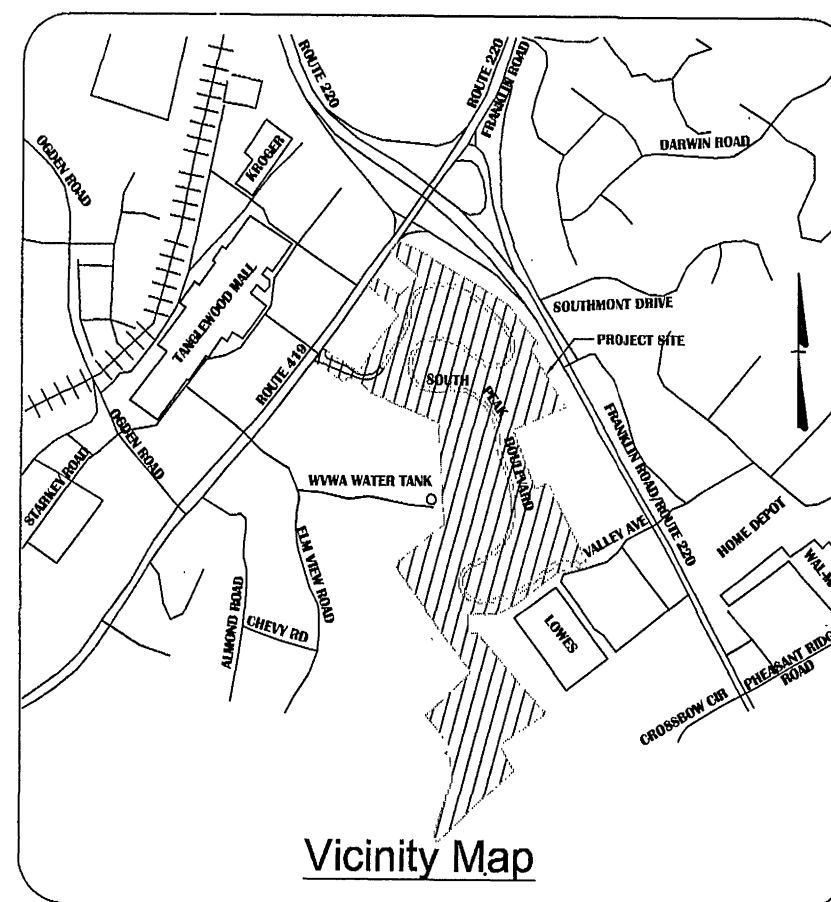 ROUTE 220
ROUTE 220
FRANKLIN ROAD
OGDEN ROAD
KROGER
DARWIN ROAD
TANGLEWOOD MALL
SOUTHMONT DRIVE
PROJECT SITE
ROUTE 419
SOUTH PEAK BOULEVARD
FRANKLIN ROAD/ROUTE 220
OGDEN ROAD
STARKEY ROAD
WVWA WATER TANK
ELM VIEW ROAD
VALLEY AVE
HOME DEPOT
ALMOND ROAD
CHEVY RD
LOWES
CROSSBOW CIR
PHEASANT RIDGE
ROAD
Vicinity Map